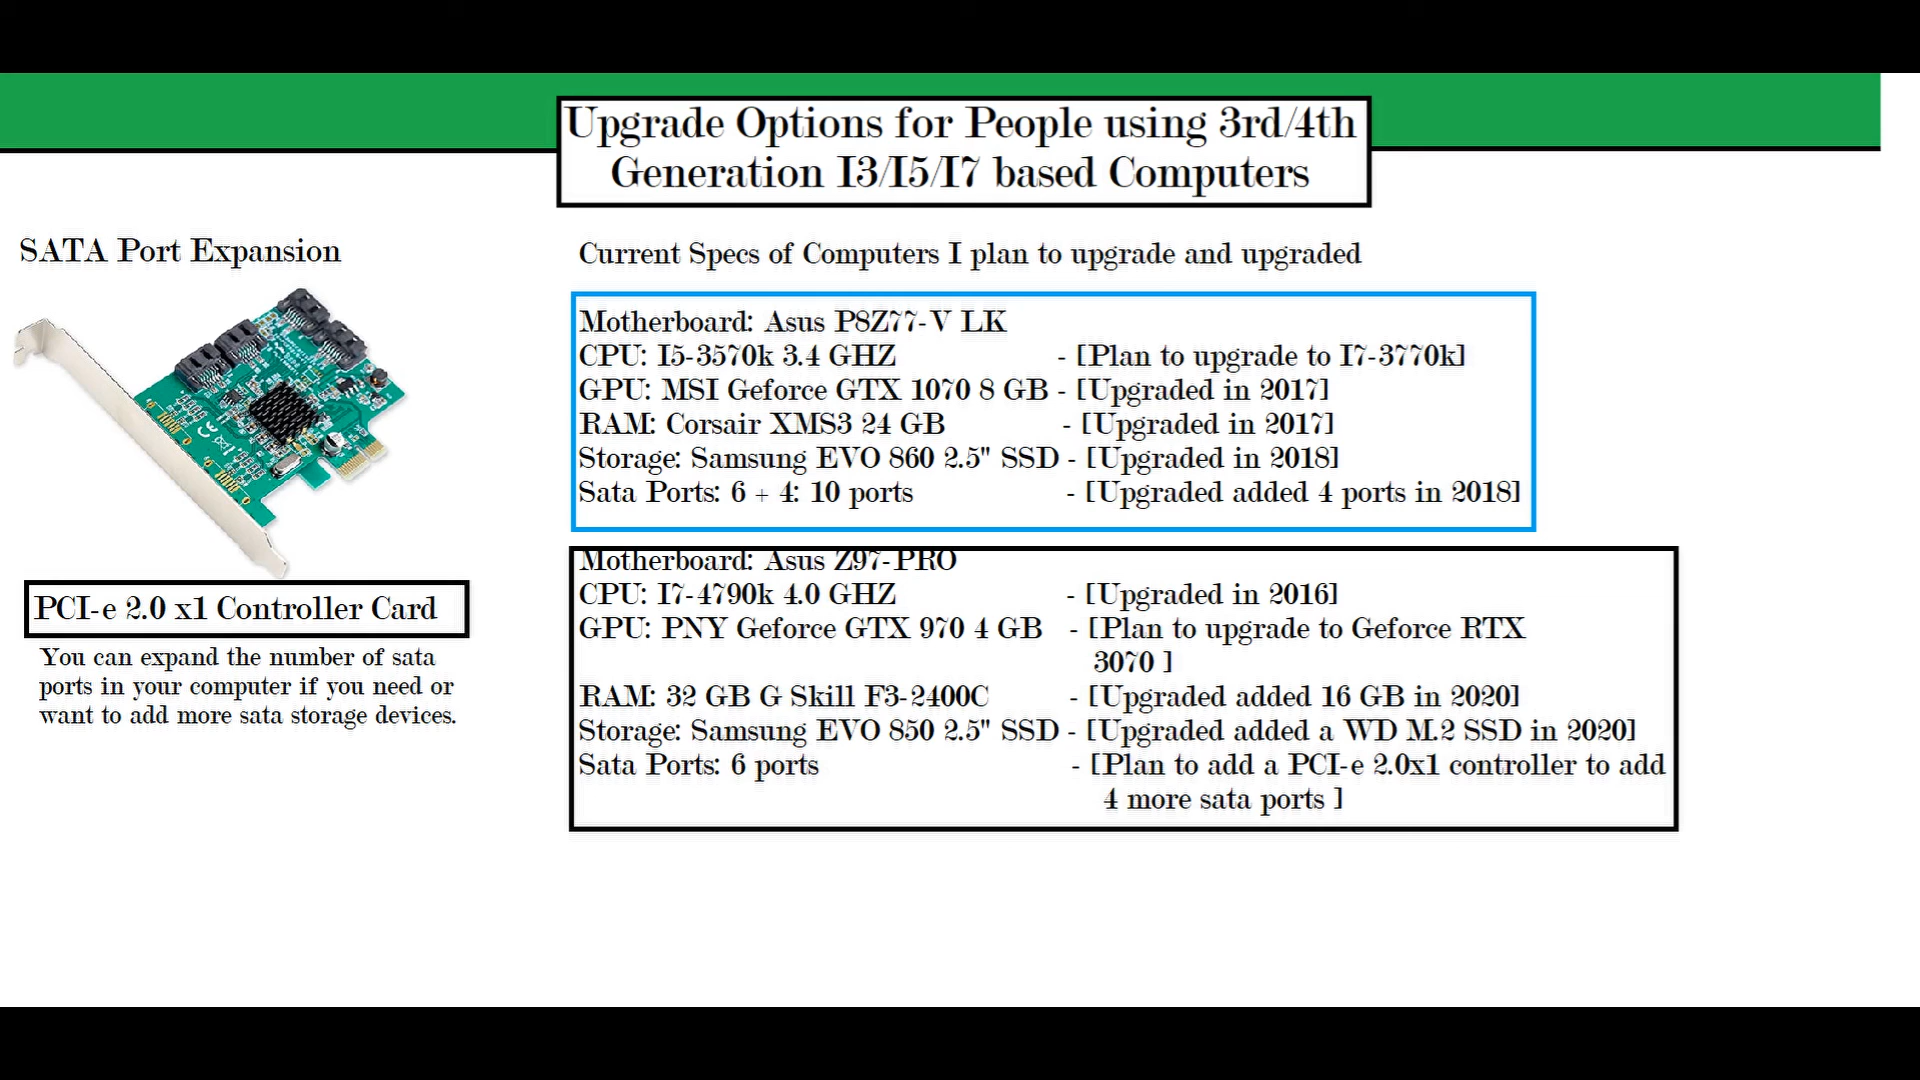 Upgrade Options for People using 3rd/4th
Generation I3/I5/I7 based Computers
SATA Port Expansion
PCI-e 2.0 x1 Controller Card
You can expand the number of sata
ports in your computer if you need or
want to add more sata storage devices.
Current Specs of Computers I plan to upgrade and upgraded
Motherboard: Asus P8Z77-V LK
CPU: I5-3570k 3.4 GHZ - [Plan to upgrade to I7-3770k]
GPU: MSI Geforce GTX 1070 8 GB - [Upgraded in 2017]
RAM: Corsair XMS3 24 GB - [Upgraded in 2017]
Storage: Samsung EVO 860 2.5" SSD - [Upgraded in 2018]
Sata Ports: 6 + 4: 10 ports - [Upgraded added 4 ports in 2018]
Motherboard: Asus Z97-PRO
CPU: I7-4790k 4.0 GHZ - [Upgraded in 2016]
GPU: PNY Geforce GTX 970 4 GB - [Plan to upgrade to Geforce RTX
3070 ]
RAM: 32 GB G Skill F3-2400C - [Upgraded added 16 GB in 2020]
Storage: Samsung EVO 850 2.5" SSD - [Upgraded added a WD M.2 SSD in 2020]
Sata Ports: 6 ports - [Plan to add a PCI-e 2.0x1 controller to add
4 more sata ports ]